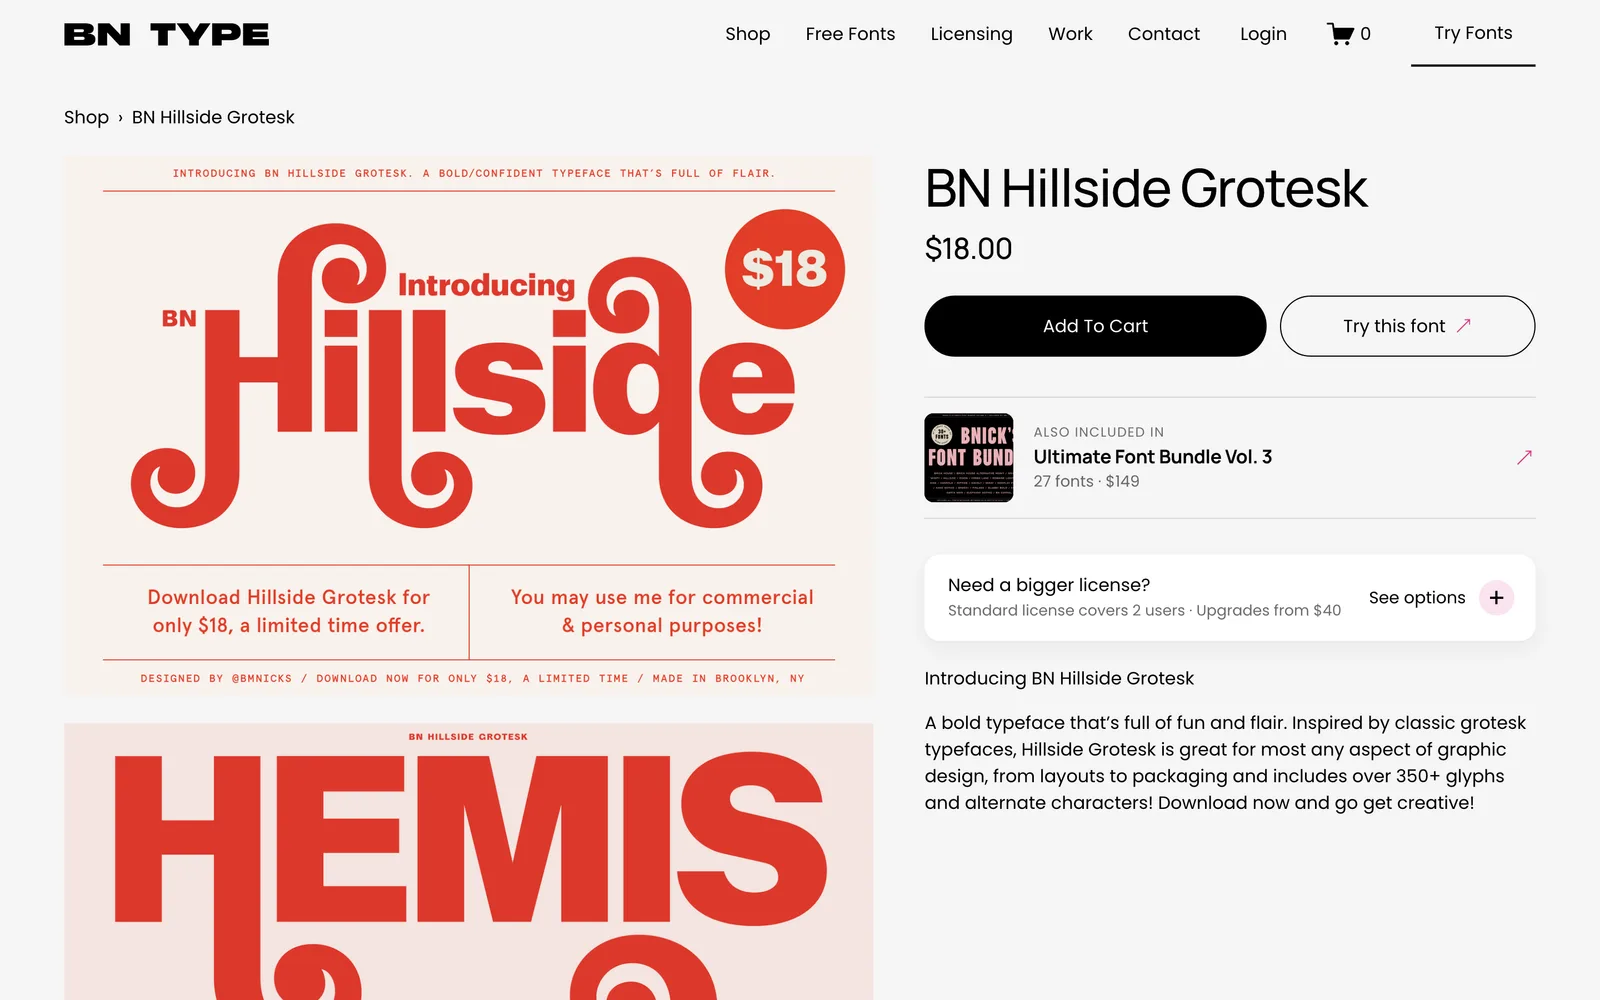 BN TYPE
Shop
Free Fonts
Licensing
Work
Contact
Login
0
Try Fonts
Shop › BN Hillside Grotesk
INTRODUCING BN HILLSIDE GROTESK. A BOLD/CONFIDENT TYPEFACE THAT'S FULL OF FLAIR.
$18
Introducing
BN
Hillside
Download Hillside Grotesk for
only $18, a limited time offer.
You may use me for commercial
& personal purposes!
DESIGNED BY @BMNICKS / DOWNLOAD NOW FOR ONLY $18, A LIMITED TIME / MADE IN BROOKLYN, NY
BN HILLSIDE GROTESK
HEMIS
BN Hillside Grotesk
$18.00
Add To Cart
Try this font
30+
FONTS
BNICK'S
FONT BUND
ALSO INCLUDED IN
Ultimate Font Bundle Vol. 3
27 fonts · $149
Need a bigger license?
Standard license covers 2 users · Upgrades from $40
See options
Introducing BN Hillside Grotesk
A bold typeface that’s full of fun and flair. Inspired by classic grotesk
typefaces, Hillside Grotesk is great for most any aspect of graphic
design, from layouts to packaging and includes over 350+ glyphs
and alternate characters! Download now and go get creative!